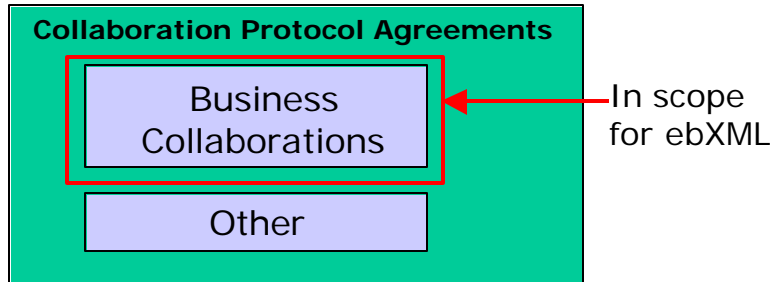 Collaboration Protocol Agreements
Business
Collaborations
In scope
for ebXML
Other